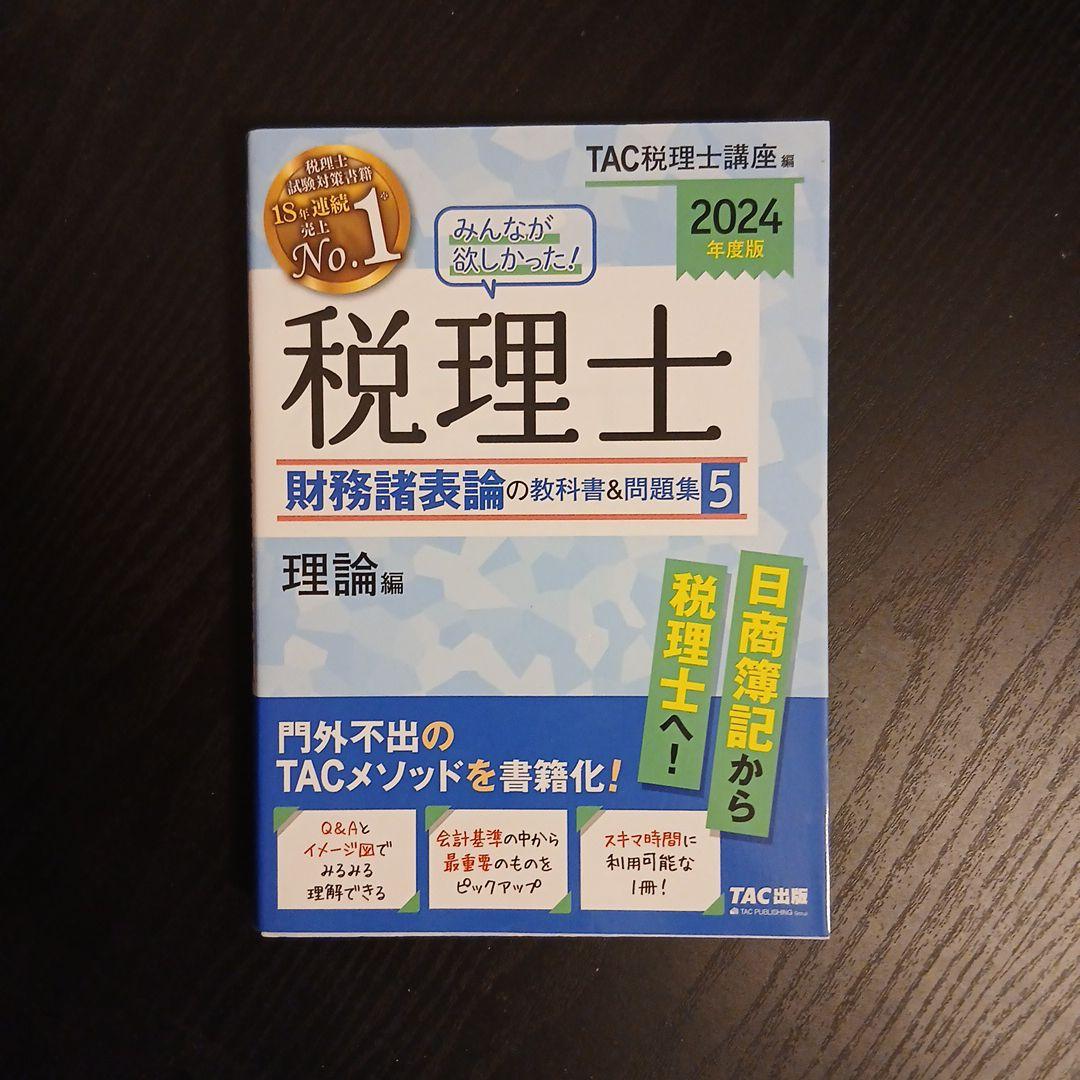 税理士
試験対策書籍
18年連続
売上
No.1※
TAC税理士講座 編
2024
年度版
みんなが
欲しかった!
税理士
財務諸表論の教科書&問題集5
理論編
日商簿記から
税理士へ!
門外不出の
TACメソッドを書籍化!
Q&Aと
イメージ図で
みるみる
理解できる
会計基準の中から
最重要のものを
ピックアップ
スキマ時間に
利用可能な
1冊!
TAC出版
TAC PUBLISHING Group